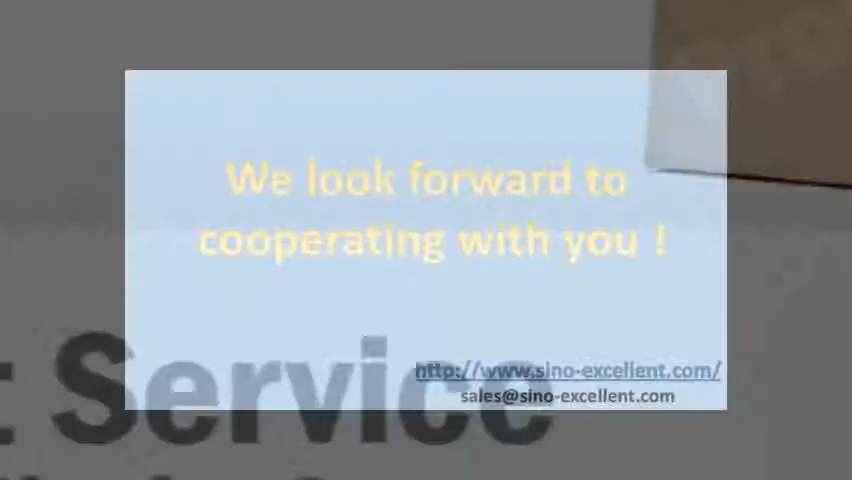 We look forward to
cooperating with you !
http://www.sino-excellent.com/
sales@sino-excellent.com
Service